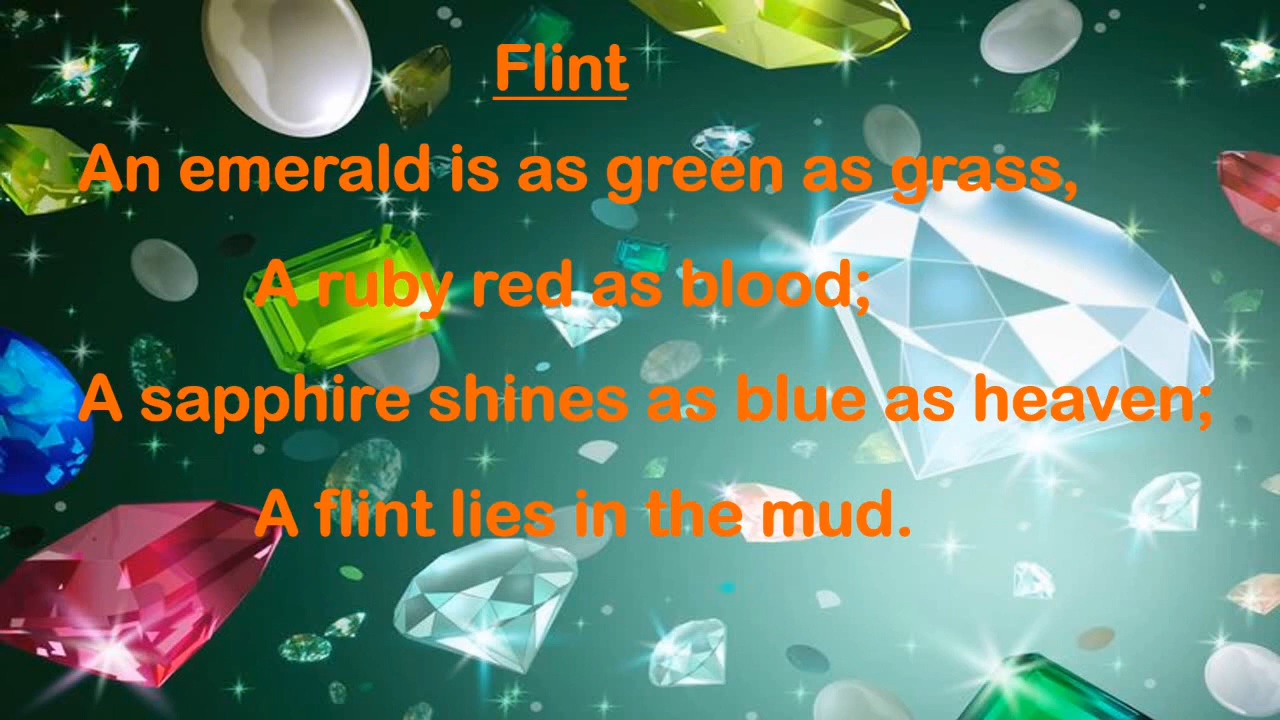 Flint
An emerald is as green as grass,
A ruby red as blood;
A sapphire shines as blue as heaven;
A flint lies in the mud.